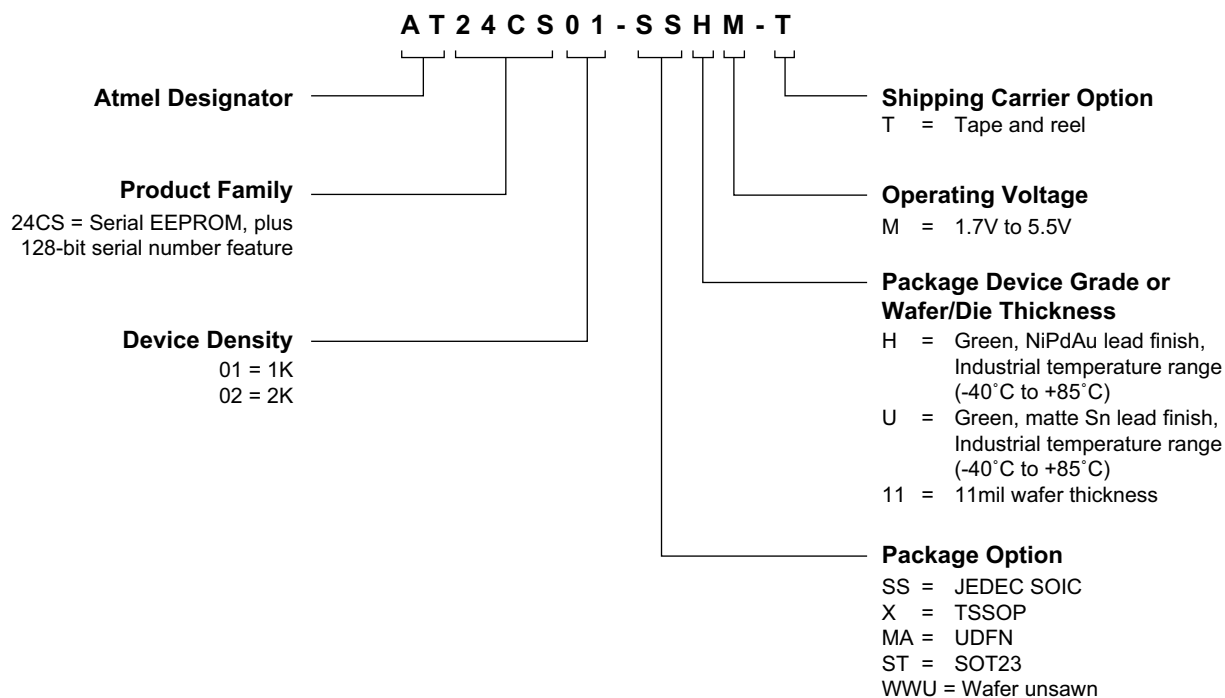 AT24CS01-SSHM-T
Atmel Designator
Product Family
24CS = Serial EEPROM, plus
128-bit serial number feature
Device Density
01 = 1K
02 = 2K
Shipping Carrier Option
T = Tape and reel
Operating Voltage
M = 1.7V to 5.5V
Package Device Grade or
Wafer/Die Thickness
H = Green, NiPdAu lead finish,
Industrial temperature range
(-40˚C to +85˚C)
U = Green, matte Sn lead finish,
Industrial temperature range
(-40˚C to +85˚C)
11 = 11mil wafer thickness
Package Option
SS = JEDEC SOIC
X = TSSOP
MA = UDFN
ST = SOT23
WWU = Wafer unsawn